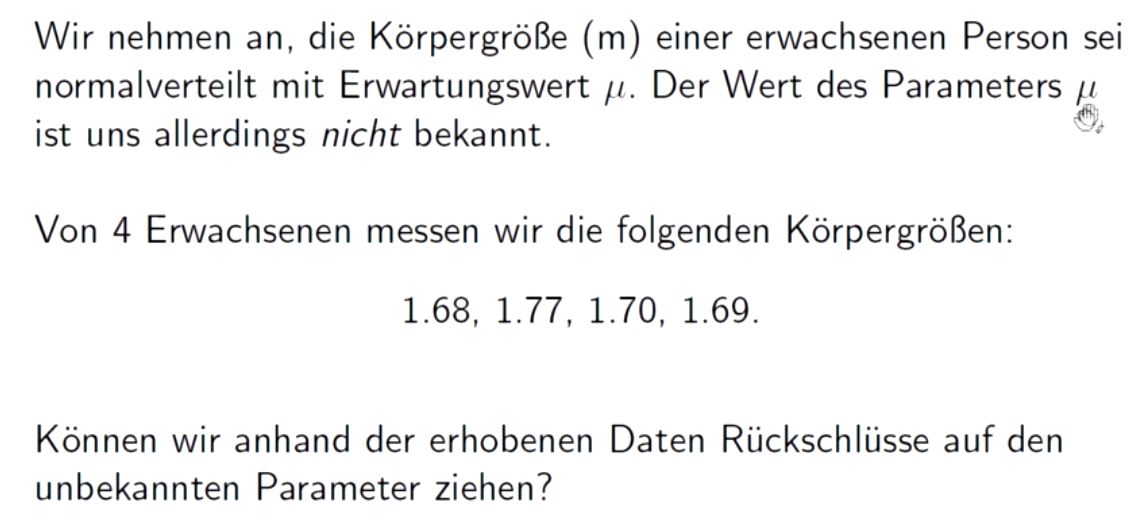 Wir nehmen an, die Körpergröße (m) einer erwachsenen Person sei
normalverteilt mit Erwartungswert μ. Der Wert des Parameters μ
ist uns allerdings nicht bekannt.
Von 4 Erwachsenen messen wir die folgenden Körpergrößen:
1.68, 1.77, 1.70, 1.69.
Können wir anhand der erhobenen Daten Rückschlüsse auf den
unbekannten Parameter ziehen?